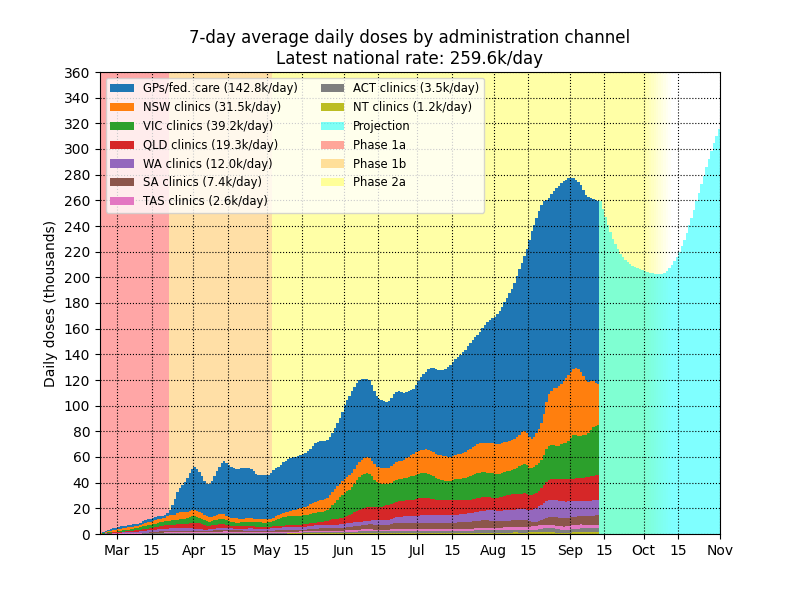 7-day average daily doses by administration channel
Latest national rate: 259.6k/day
360
340
320
300
280
260
240
220
200
180
160
140
120
100
80
60
40
20
0
Daily doses (thousands)
GPs/fed. care (142.8k/day)
NSW clinics (31.5k/day)
VIC clinics (39.2k/day)
QLD clinics (19.3k/day)
WA clinics (12.0k/day)
SA clinics (7.4k/day)
TAS clinics (2.6k/day)
ACT clinics (3.5k/day)
NT clinics (1.2k/day)
Projection
Phase 1a
Phase 1b
Phase 2a
Mar 15 Apr 15 May 15 Jun 15 Jul 15 Aug 15 Sep 15 Oct 15 Nov